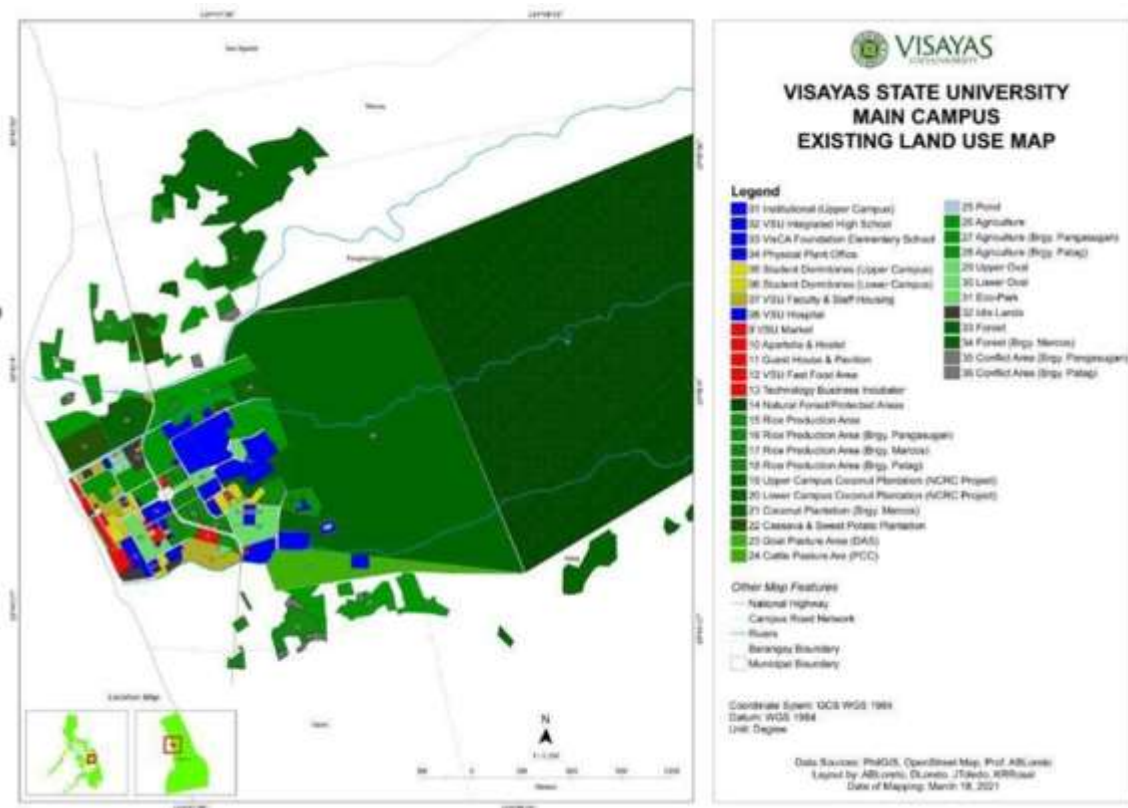 VISAYAS
STATE UNIVERSITY
VISAYAS STATE UNIVERSITY
MAIN CAMPUS
EXISTING LAND USE MAP
Legend
01 Institutional (Upper Campus)
02 VSU Integrated High School
03 VisCA Foundation Elementary School
04 Physical Plant Office
05 Student Dormitories (Upper Campus)
06 Student Dormitories (Lower Campus)
07 VSU Faculty & Staff Housing
08 VSU Hospital
9 VSU Market
10 Apartelle & Hostel
11 Guest House & Pavilion
12 VSU Fast Food Area
13 Technology Business Incubator
14 Natural Forest/Protected Areas
15 Rice Production Area
16 Rice Production Area (Brgy. Pangasugan)
17 Rice Production Area (Brgy. Marcos)
18 Rice Production Area (Brgy. Patag)
19 Upper Campus Coconut Plantation (NCRC Project)
20 Lower Campus Coconut Plantation (NCRC Project)
21 Coconut Plantation (Brgy. Marcos)
22 Cassava & Sweet Potato Plantation
23 Goat Pasture Area (DAS)
24 Cattle Pasture Are (PCC)
25 Pond
26 Agriculture
27 Agriculture (Brgy. Pangasugan)
28 Agriculture (Brgy. Patag)
29 Upper Oval
30 Lower Oval
31 Eco-Park
32 Idle Lands
33 Forest
34 Forest (Brgy. Marcos)
35 Conflict Area (Brgy. Pangasugan)
36 Conflict Area (Brgy. Patag)
Other Map Features
National Highway
Campus Road Network
Rivers
Barangay Boundary
Municipal Boundary
Coordinate System: GCS WGS 1984
Datum: WGS 1984
Unit: Degree
Data Sources: PhilGIS, OpenStreet Map, Prof. ABLoreto
Layout by: ABLoreto, DLoreto, JToledo, KRRosal
Date of Mapping: March 18, 2021
Location Map
N